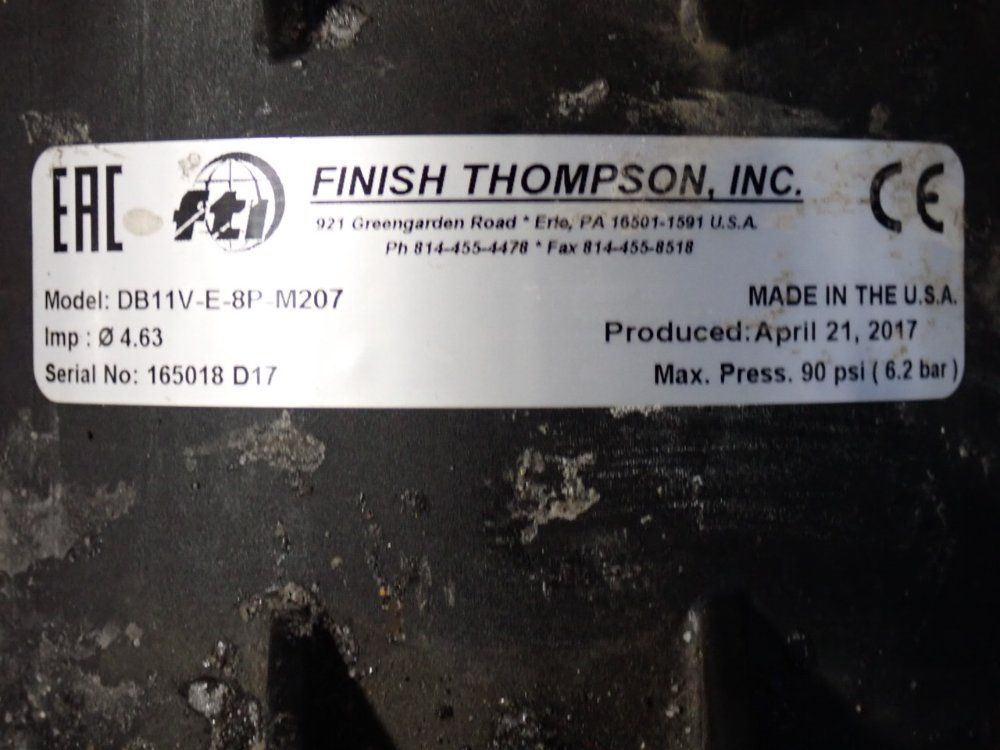 EAC
fti
FINISH THOMPSON, INC.
CE
921 Greengarden Road * Erie, PA 16501-1591 U.S.A.
Ph 814-455-4478 * Fax 814-455-8518
Model: DB11V-E-8P-M207
MADE IN THE U.S.A.
Imp : Ø 4.63
Produced: April 21, 2017
Serial No: 165018 D17
Max. Press. 90 psi ( 6.2 bar )